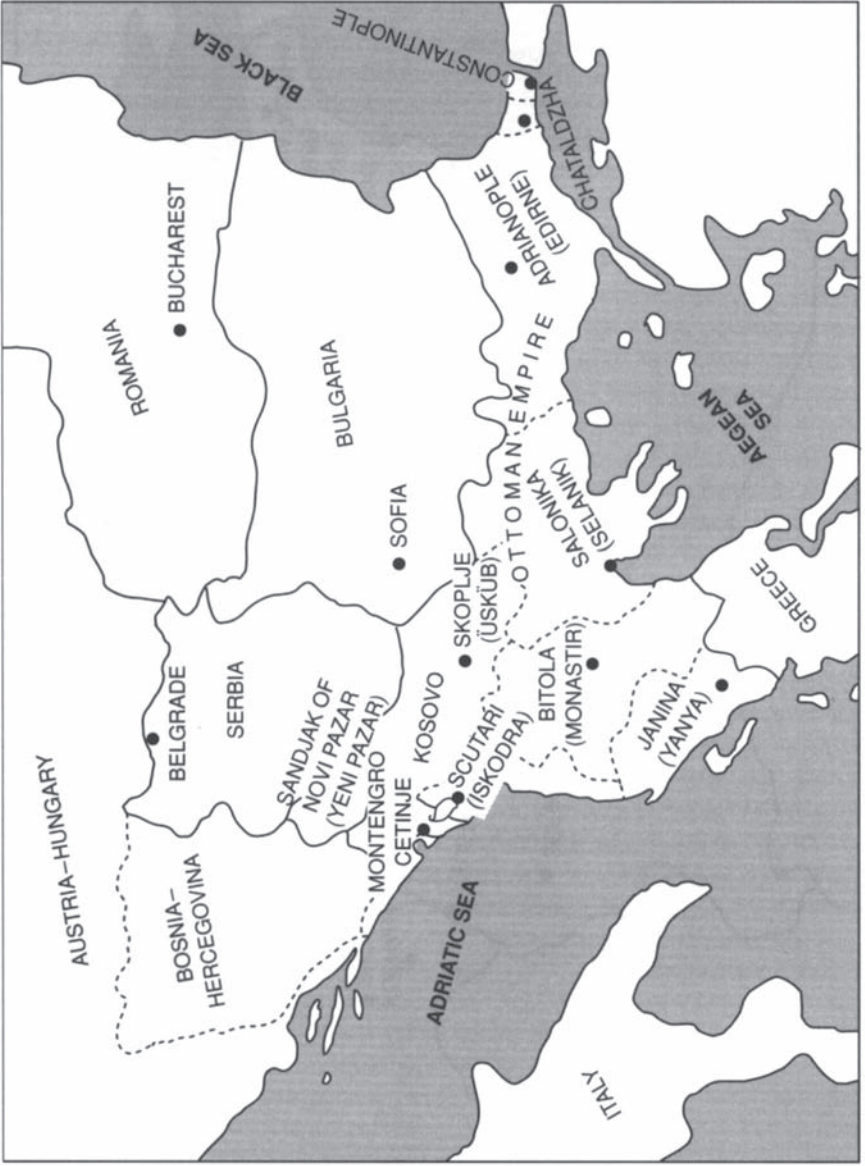 AUSTRIA–HUNGARY
ROMANIA
BUCHAREST
BLACK SEA
BELGRADE
BOSNIA–
HERCEGOVINA
SERBIA
BULGARIA
SOFIA
SANDJAK OF
NOVI PAZAR
(YENI PAZAR)
MONTENGRO
CETINJE
KOSOVO
SKOPLJE
(ÜSKÜB)
SCUTARI
(ISKODRA)
OTTOMAN EMPIRE
ADRIANOPLE
(EDIRNE)
CONSTANTINOPLE
CHATALDZHA
ADRIATIC SEA
BITOLA
(MONASTIR)
SALONIKA
(SELANIK)
JANINA
(YANYA)
AEGEAN
SEA
ITALY
GREECE